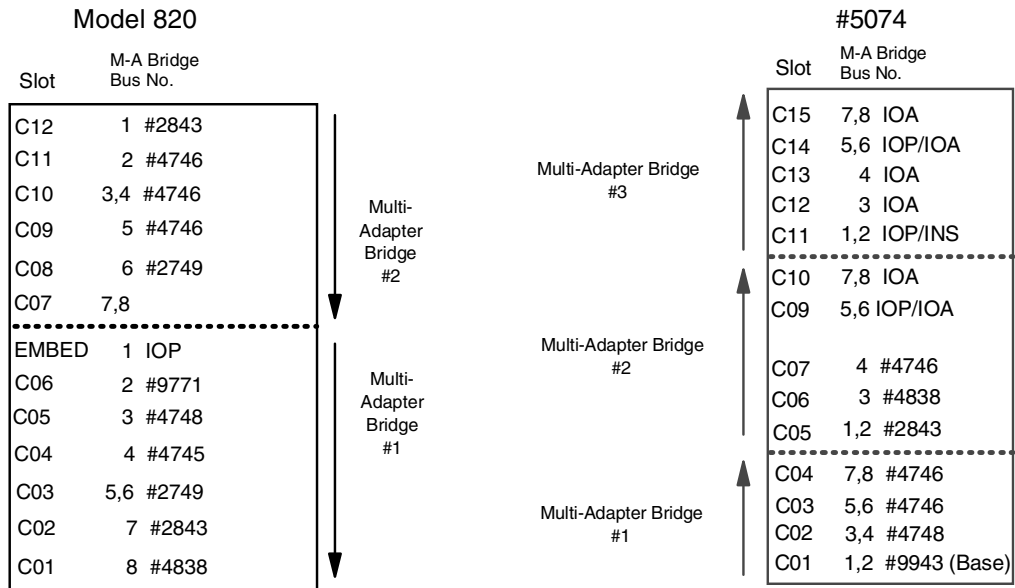 Model 820
Slot
M-A Bridge
Bus No.
C12 1 #2843
C11 2 #4746
C10 3,4 #4746
C09 5 #4746
C08 6 #2749
C07 7,8
Multi-
Adapter
Bridge
#2
EMBED 1 IOP
C06 2 #9771
C05 3 #4748
C04 4 #4745
C03 5,6 #2749
C02 7 #2843
C01 8 #4838
Multi-
Adapter
Bridge
#1
#5074
Slot
M-A Bridge
Bus No.
Multi-Adapter Bridge
#3
C15 7,8 IOA
C14 5,6 IOP/IOA
C13 4 IOA
C12 3 IOA
C11 1,2 IOP/INS
Multi-Adapter Bridge
#2
C10 7,8 IOA
C09 5,6 IOP/IOA
C07 4 #4746
C06 3 #4838
C05 1,2 #2843
Multi-Adapter Bridge
#1
C04 7,8 #4746
C03 5,6 #4746
C02 3,4 #4748
C01 1,2 #9943 (Base)